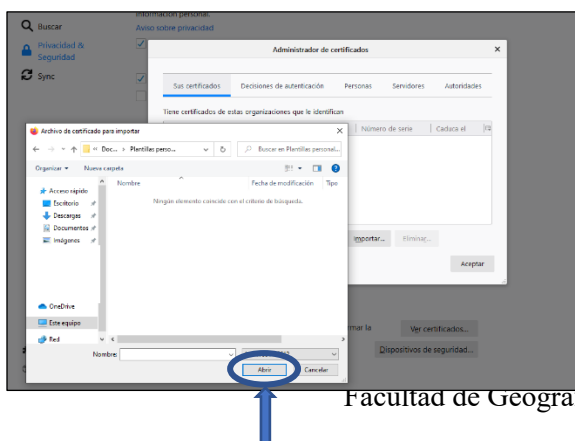 Buscar
Información personal
Aviso sobre privacidad
Privacidad &
Seguridad
Sync
Administrador de certificados
Sus certificados Decisiones de autenticación Personas Servidores Autoridades
Tiene certificados de estas organizaciones que le identifican
Número de serie Caduca el
Importar... Eliminar...
Aceptar
Archivo de certificado para importar
Doc... > Plantillas perso... Buscar en Plantillas personal...
Organizar Nueva carpeta
Nombre Fecha de modificación Tipo
Ningún elemento coincide con el criterio de búsqueda.
Acceso rápido
Escritorio
Descargas
Documentos
Imágenes
OneDrive
Este equipo
Red
Nombre:
Abrir Cancelar
Ver certificados...
Dispositivos de seguridad...
Facultad de Geogra